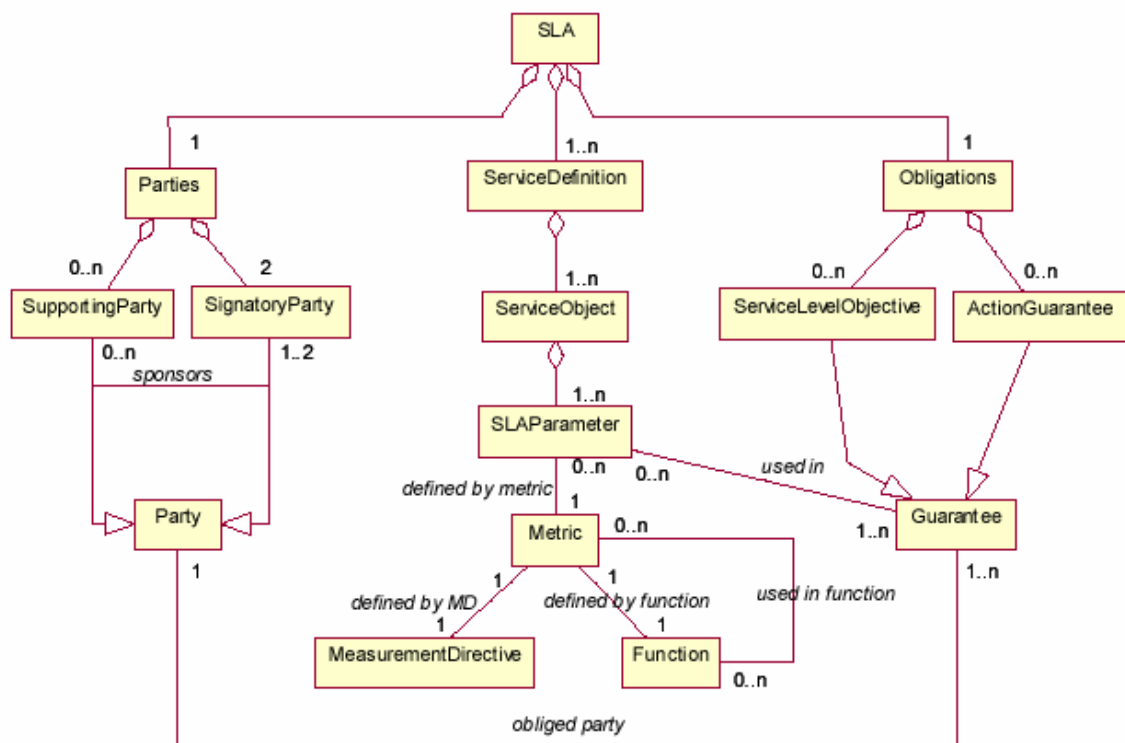 SLA
1
1..n
1
Parties
ServiceDefinition
Obligations
0..n
2
1..n
0..n
0..n
SupportingParty
SignatoryParty
ServiceObject
ServiceLevelObjective
ActionGuarantee
0..n
1..2
sponsors
1..n
SLAParameter
0..n
0..n
used in
defined by metric
1
Party
Metric
0..n
1..n
Guarantee
1
1
1
1..n
defined by MD
defined by function
used in function
1
1
MeasurementDirective
Function
0..n
obliged party